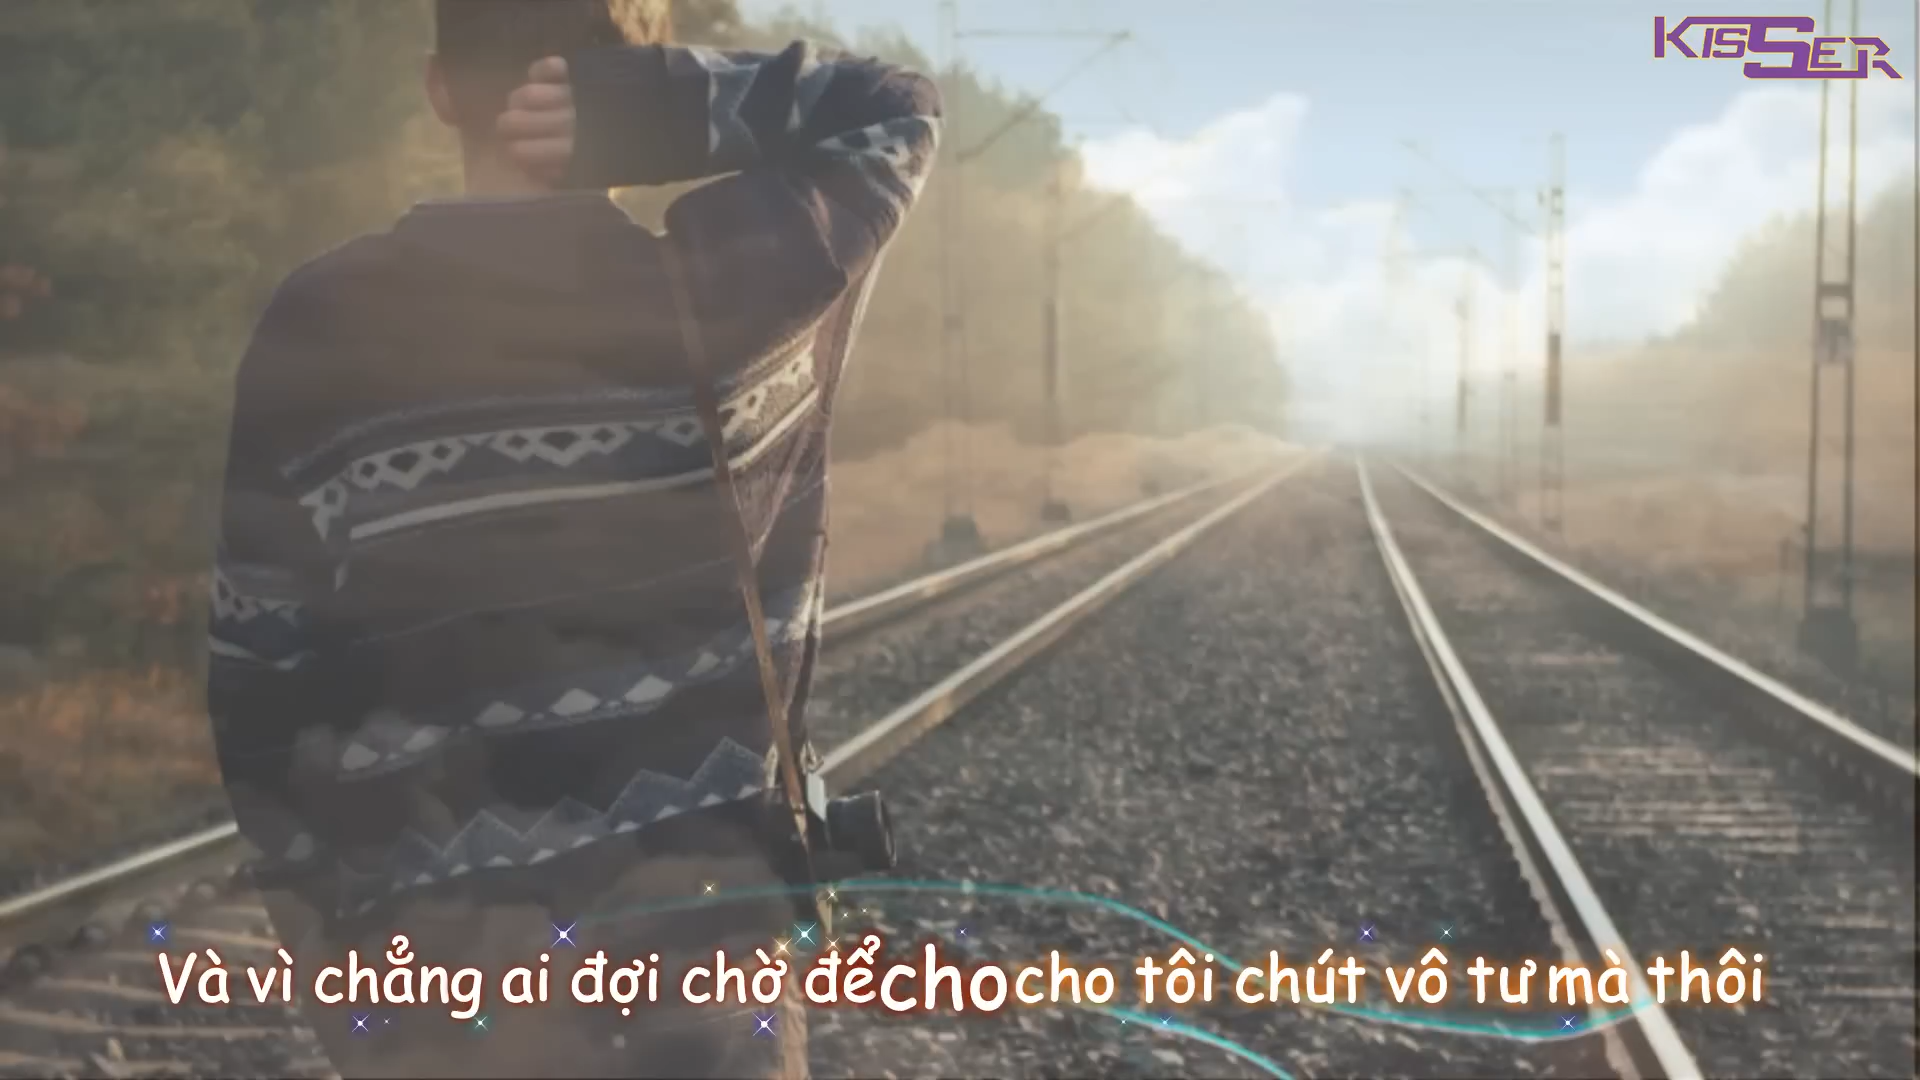 KISSER
Và vì chẳng ai đợi chờ để cho cho tôi chút vô tư mà thôi